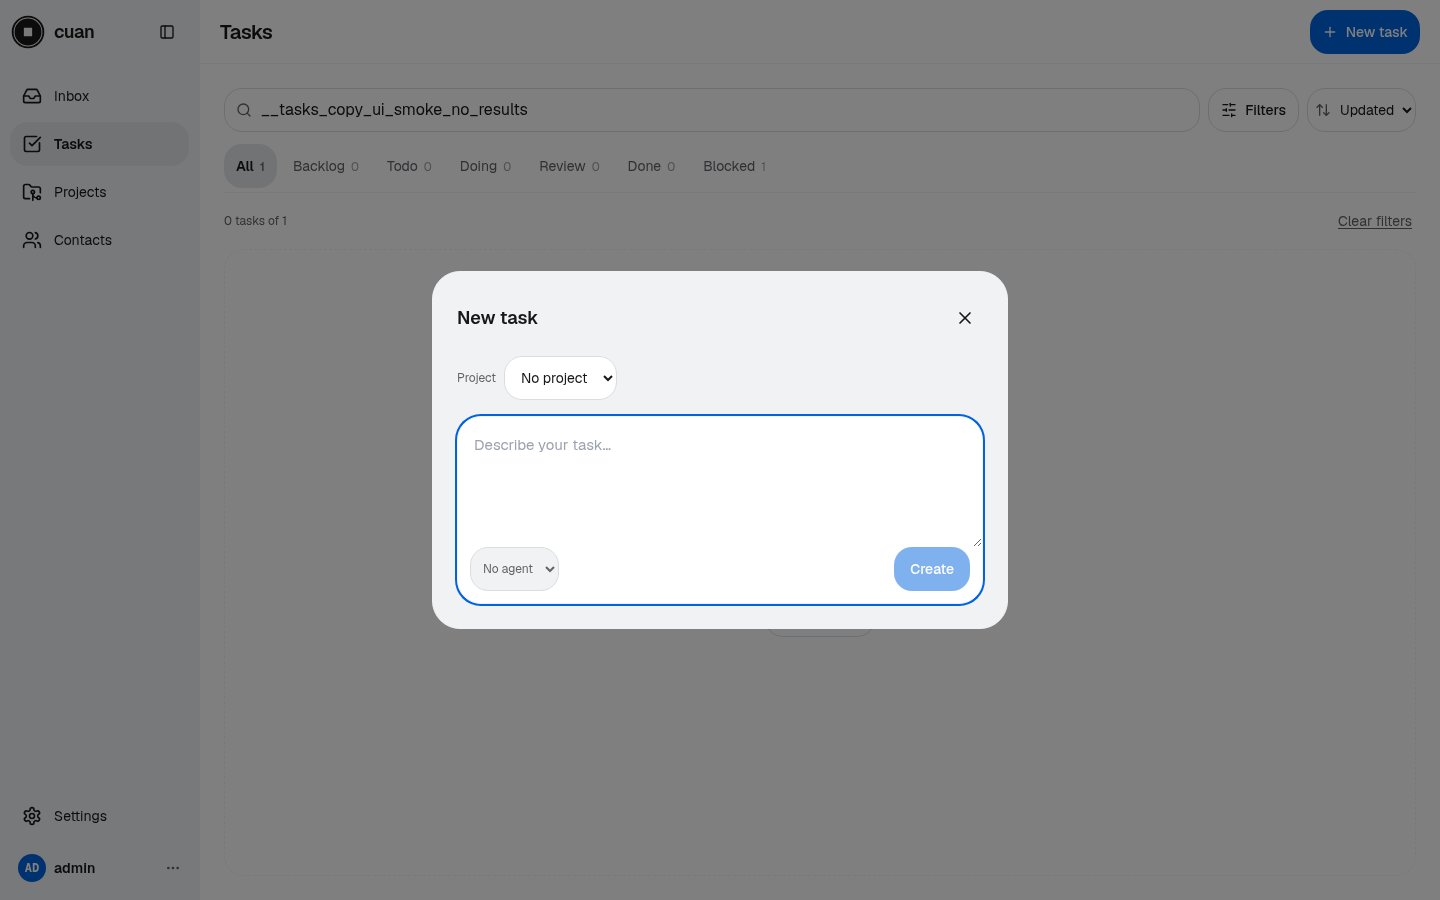 cuan
Inbox
Tasks
Projects
Contacts
Settings
AD admin
Tasks
New task
__tasks_copy_ui_smoke_no_results
Filters
Updated
All 1
Backlog 0
Todo 0
Doing 0
Review 0
Done 0
Blocked 1
0 tasks of 1
Clear filters
New task
Project No project
Describe your task...
No agent
Create